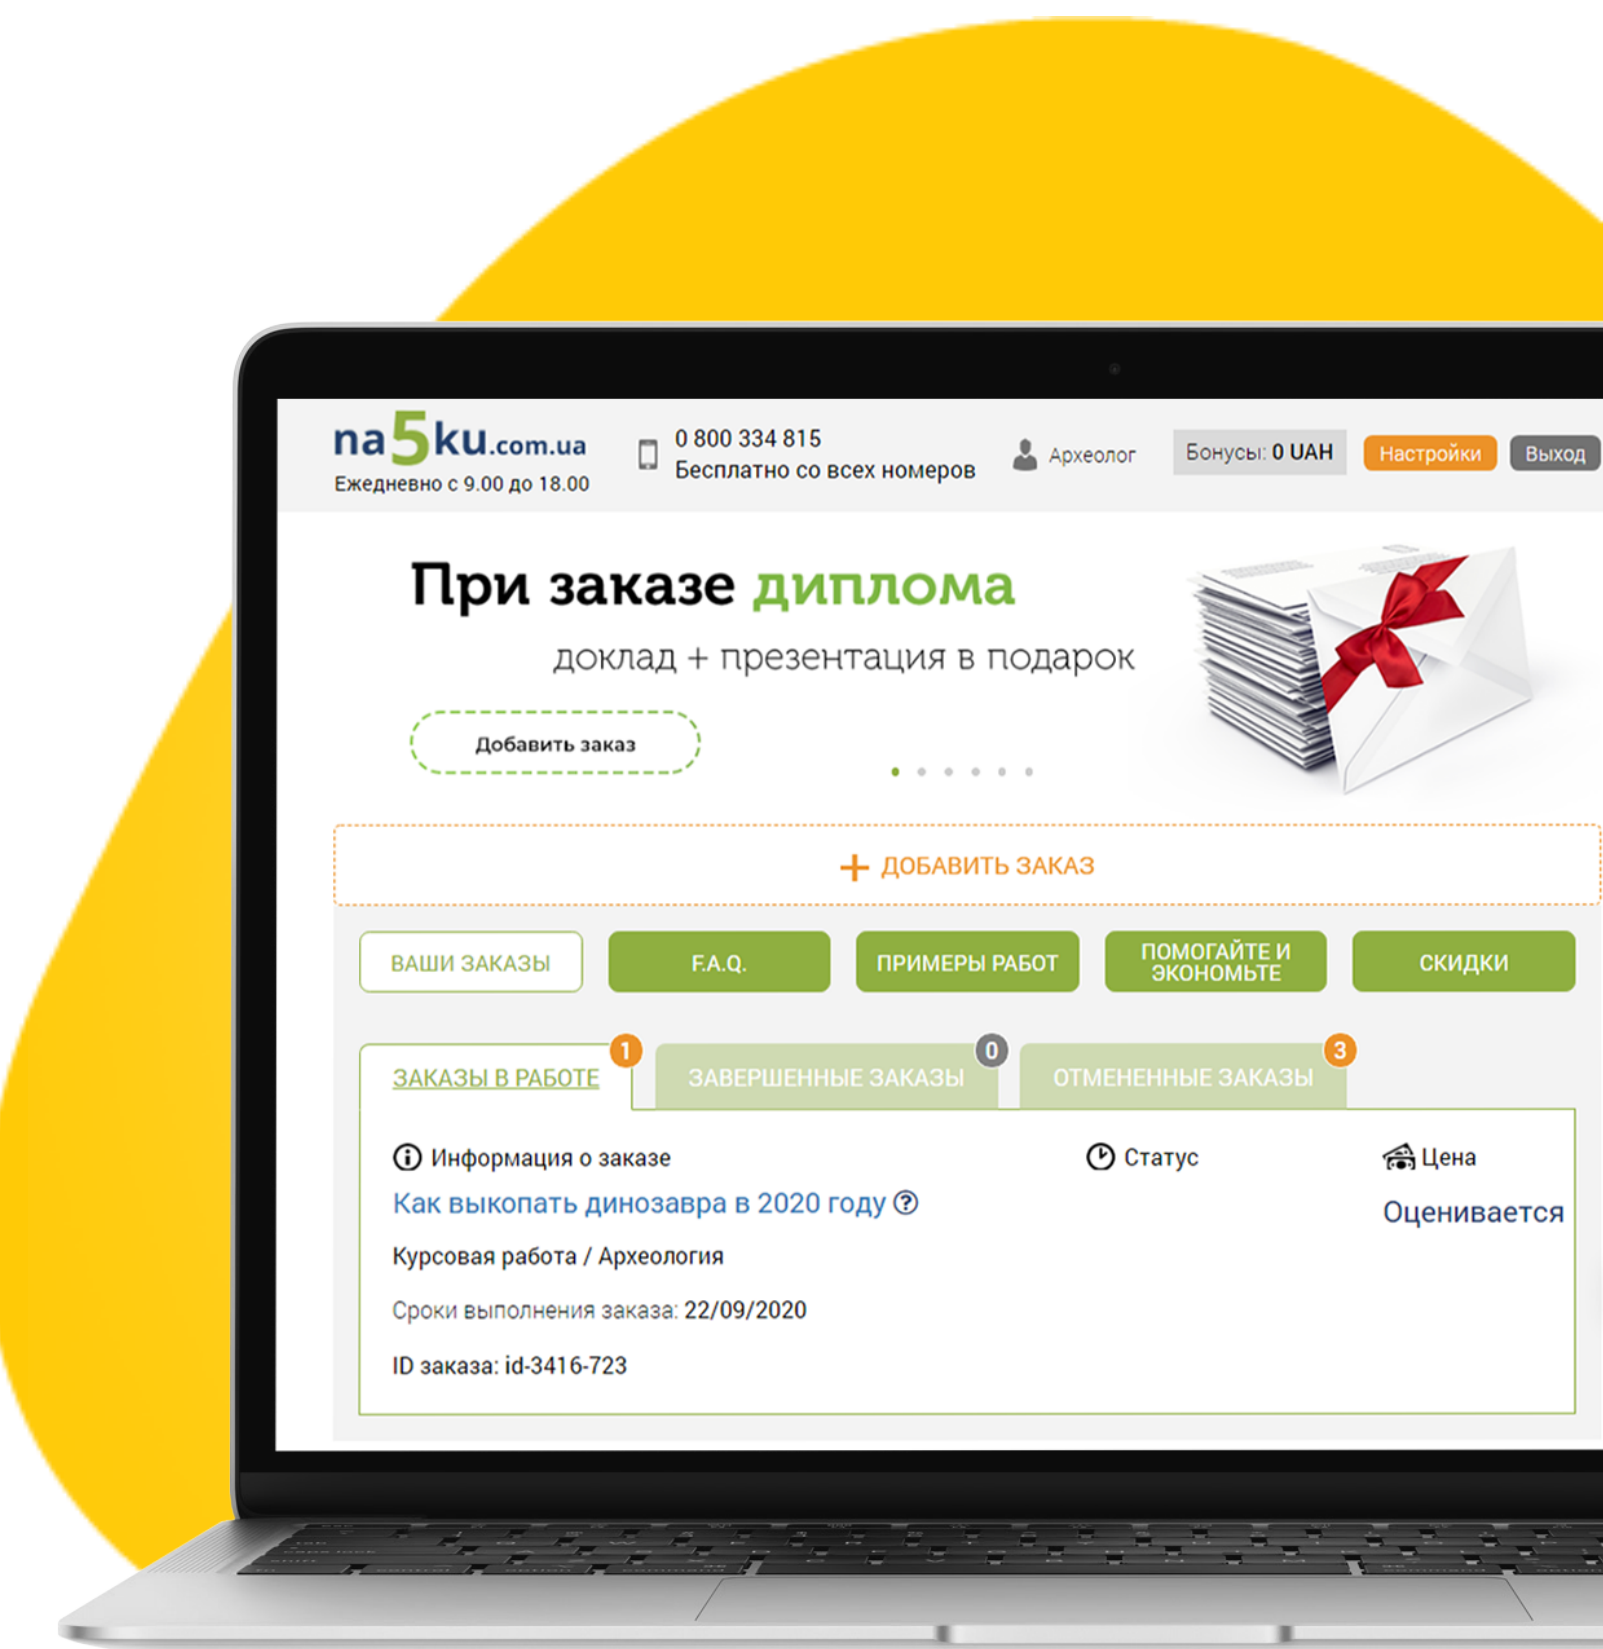 na5ku.com.ua
Ежедневно с 9.00 до 18.00
0 800 334 815
Бесплатно со всех номеров
Археолог
Бонусы: 0 UAH
Настройки
Выход
При заказе диплома
доклад + презентация в подарок
Добавить заказ
+ ДОБАВИТЬ ЗАКАЗ
ВАШИ ЗАКАЗЫ
F.A.Q.
ПРИМЕРЫ РАБОТ
ПОМОГАЙТЕ И
ЭКОНОМЬТЕ
СКИДКИ
ЗАКАЗЫ В РАБОТЕ
1
ЗАВЕРШЕННЫЕ ЗАКАЗЫ
0
ОТМЕНЕННЫЕ ЗАКАЗЫ
3
Информация о заказе
Статус
Цена
Как выкопать динозавра в 2020 году ?
Оценивается
Курсовая работа / Археология
Сроки выполнения заказа: 22/09/2020
ID заказа: id-3416-723